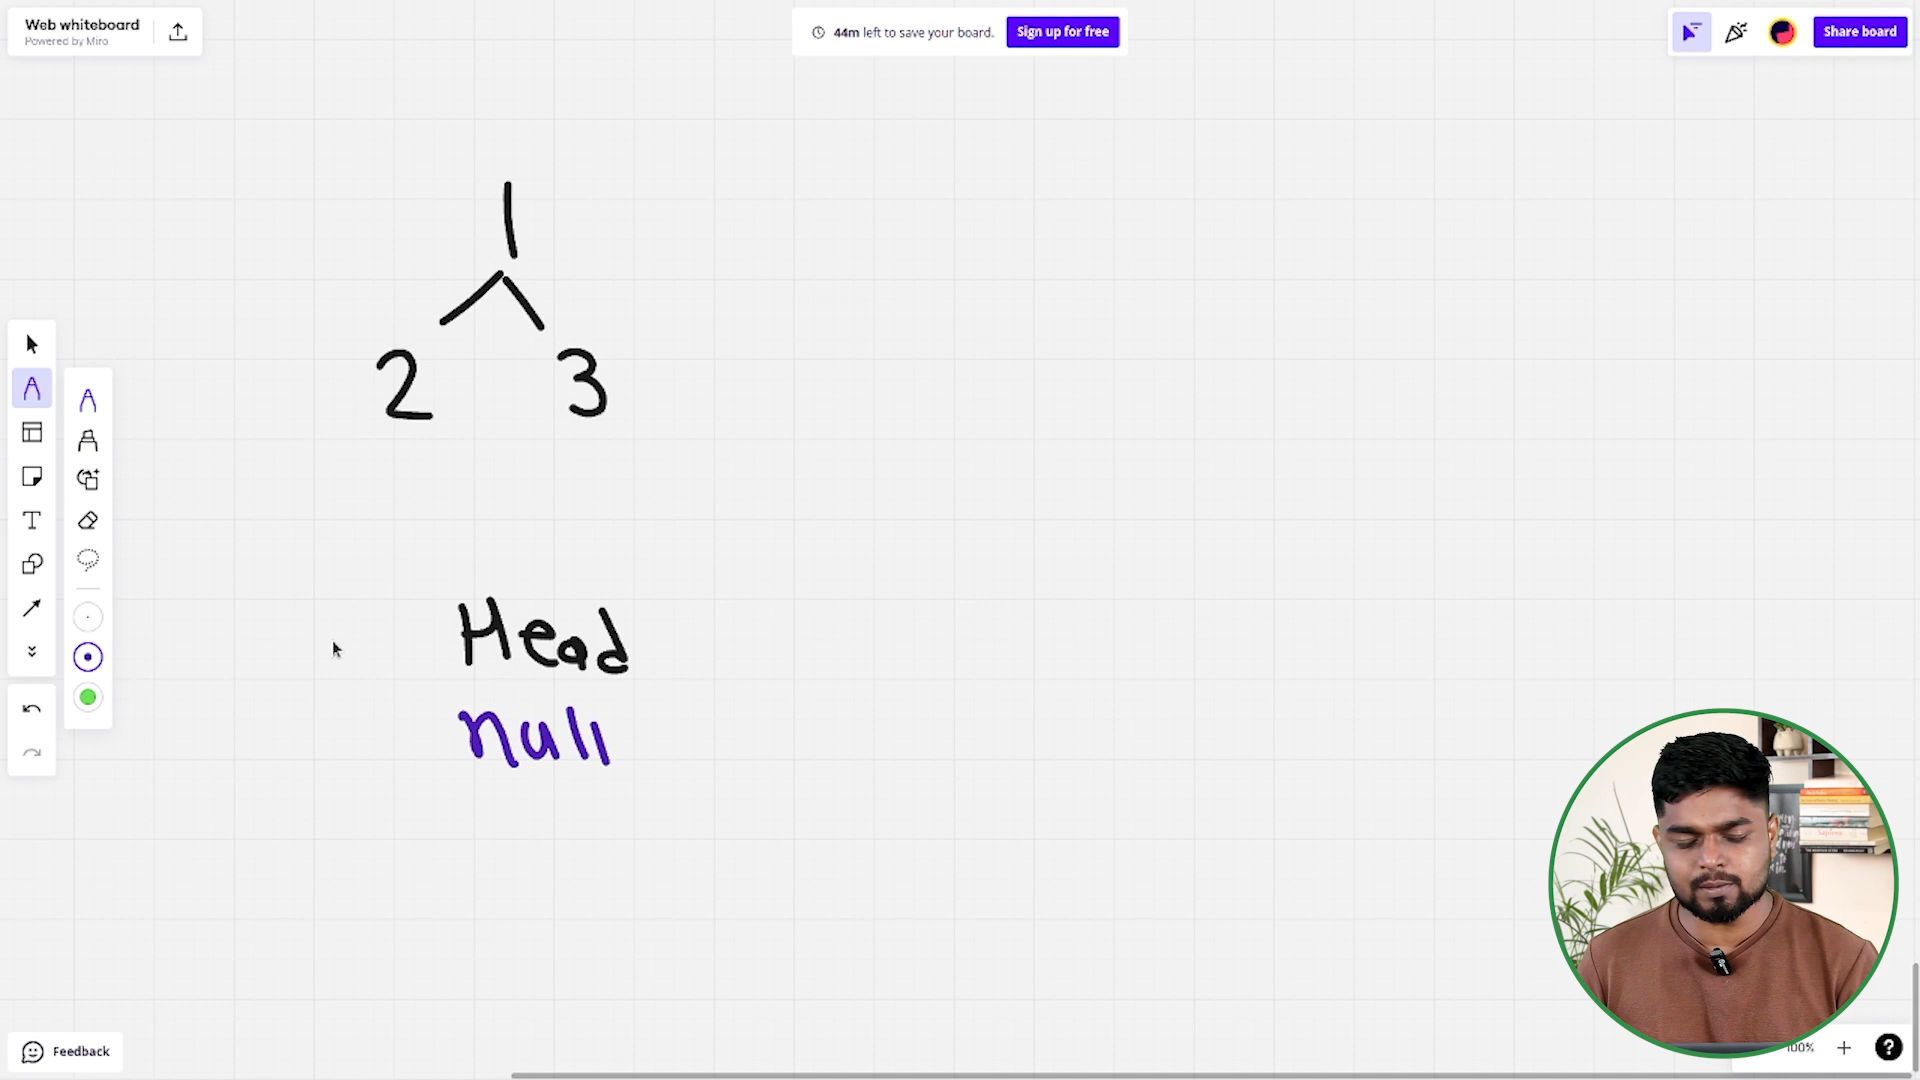 Web whiteboard
Powered by Miro
44m left to save your board.
Sign up for free
Share board
1
2 3
Head
null
Feedback
100%